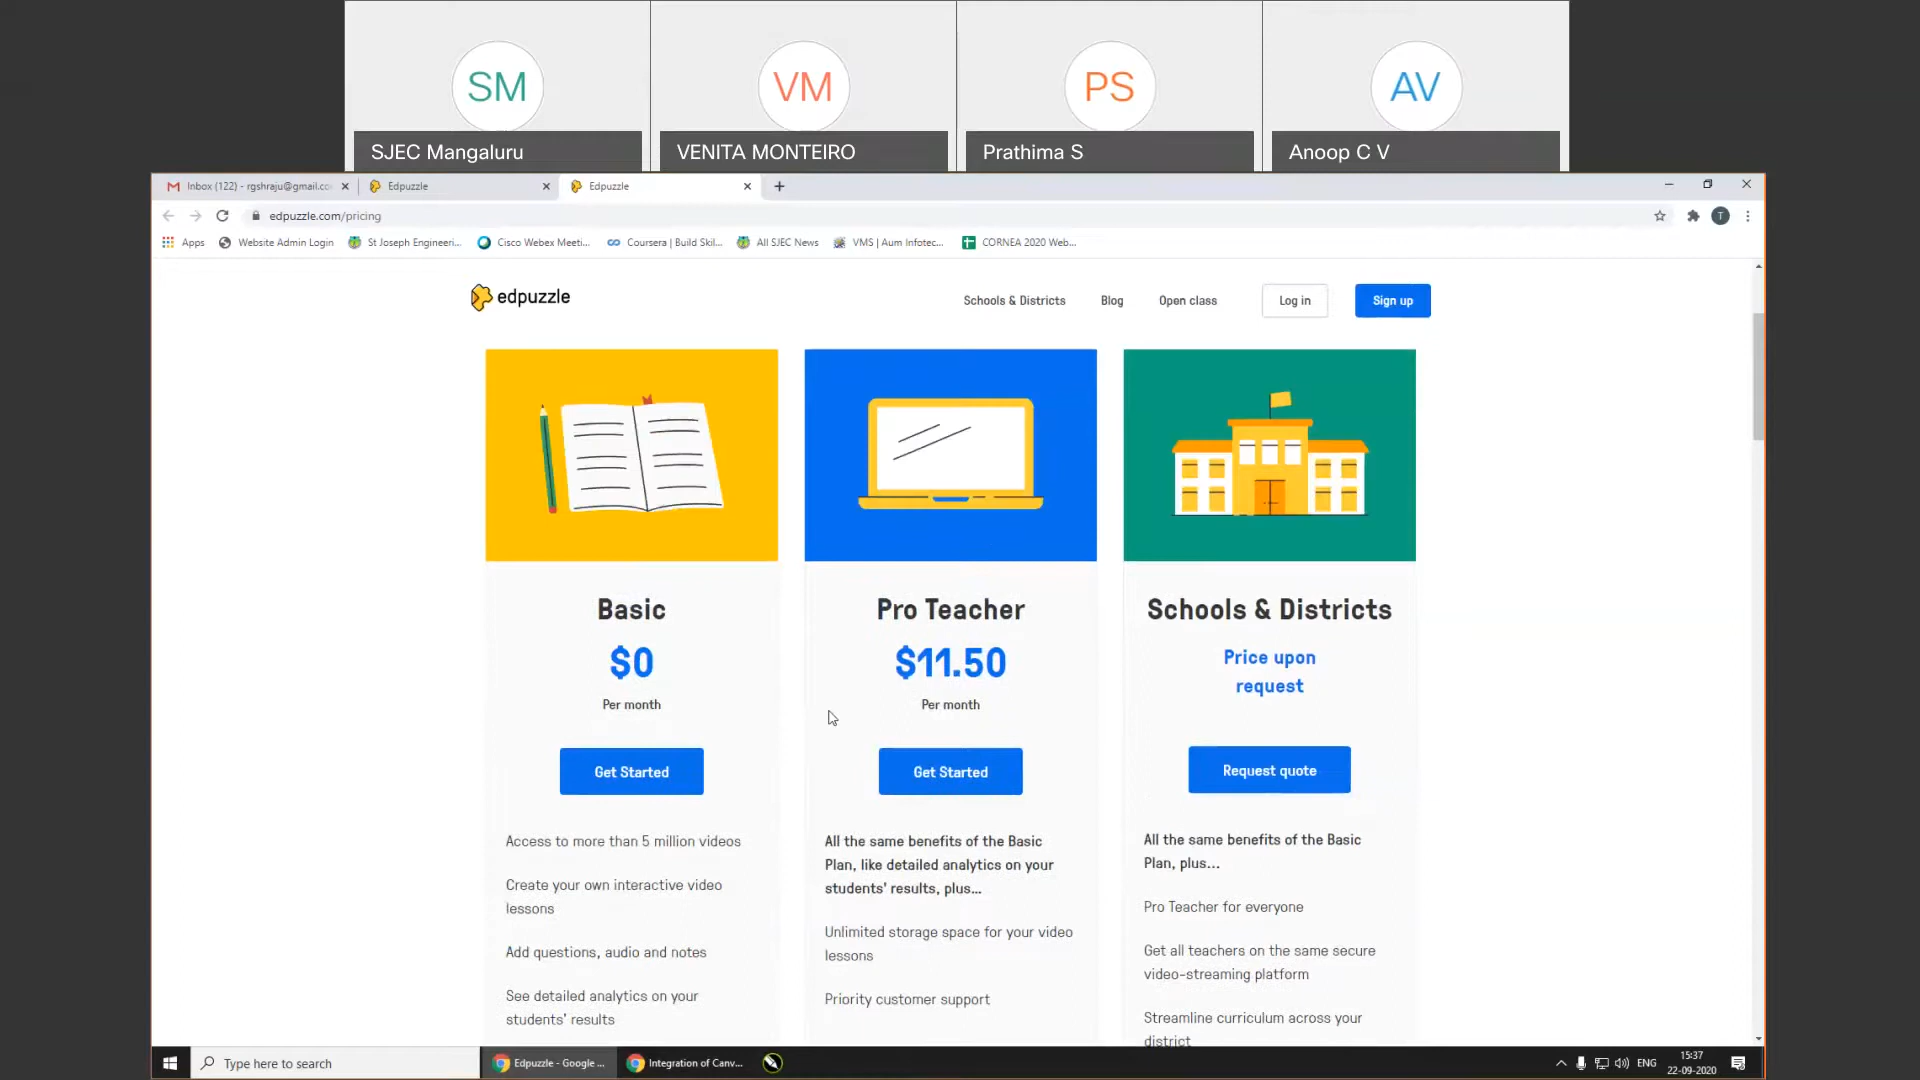 SM
VM
PS
AV
SJEC Mangaluru
VENITA MONTEIRO
Prathima S
Anoop C V
Inbox (122) - rgshraju@gmail.co
Edpuzzle
Edpuzzle
edpuzzle.com/pricing
T
Apps
Website Admin Login
St Joseph Engineeri...
Cisco Webex Meeti...
Coursera | Build Skil...
All SJEC News
VMS | Aum Infotec...
CORNEA 2020 Web...
edpuzzle
Schools & Districts
Blog
Open class
Log in
Sign up
Basic
$0
Per month
Get Started
Access to more than 5 million videos
Create your own interactive video
lessons
Add questions, audio and notes
See detailed analytics on your
students' results
Pro Teacher
$11.50
Per month
Get Started
All the same benefits of the Basic
Plan, like detailed analytics on your
students' results, plus...
Unlimited storage space for your video
lessons
Priority customer support
Schools & Districts
Price upon
request
Request quote
All the same benefits of the Basic
Plan, plus...
Pro Teacher for everyone
Get all teachers on the same secure
video-streaming platform
Streamline curriculum across your
district
Type here to search
Edpuzzle - Google ...
Integration of Canv...
ENG
15:37
22-09-2020